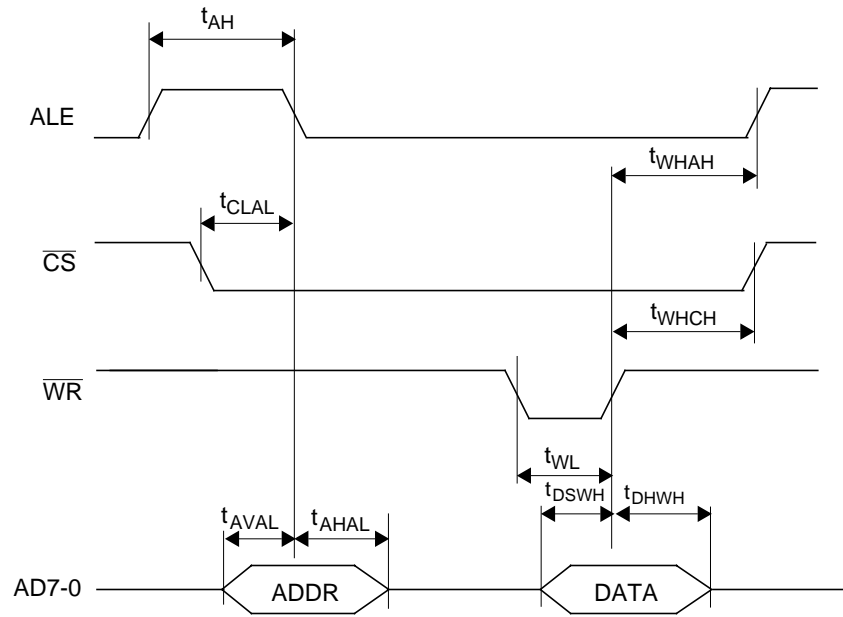 tAH
ALE
tWHAH
tCLAL
CS
tWHCH
WR
tWL
tDSWH tDHWH
tAVAL tAHAL
AD7-0 ADDR DATA